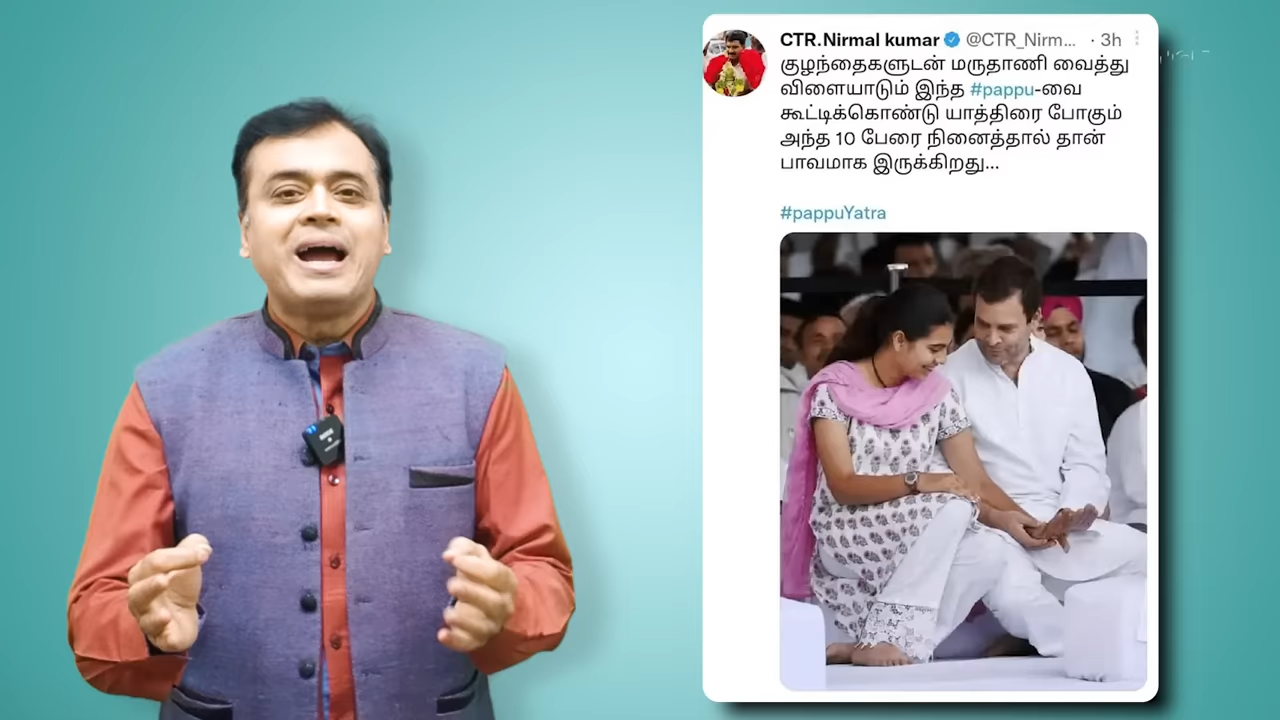 CTR.Nirmal kumar @CTR_Nirm... · 3h
குழந்தைகளுடன் மருதாணி வைத்து
விளையாடும் இந்த #pappu-வை
கூட்டிக்கொண்டு யாத்திரை போகும்
அந்த 10 பேரை நினைத்தால் தான்
பாவமாக இருக்கிறது...
#pappuYatra